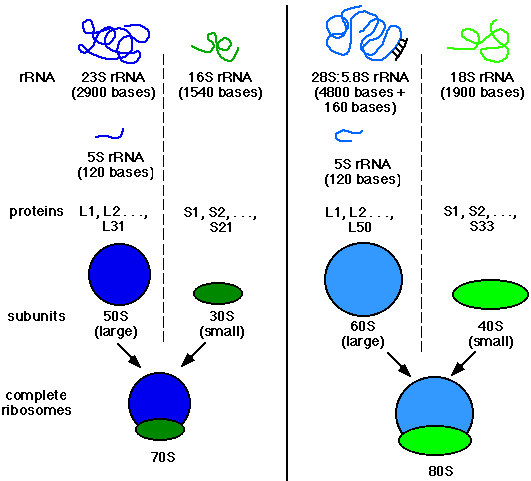 rRNA
23S rRNA
(2900 bases)
16S rRNA
(1540 bases)
28S:5.8S rRNA
(4800 bases +
160 bases)
18S rRNA
(1900 bases)
5S rRNA
(120 bases)
5S rRNA
(120 bases)
proteins
L1, L2 . . . ,
L31
S1, S2, . . . ,
S21
L1, L2 . . . ,
L50
S1, S2, . . . ,
S33
subunits
50S
(large)
30S
(small)
60S
(large)
40S
(small)
complete
ribosomes
70S
80S